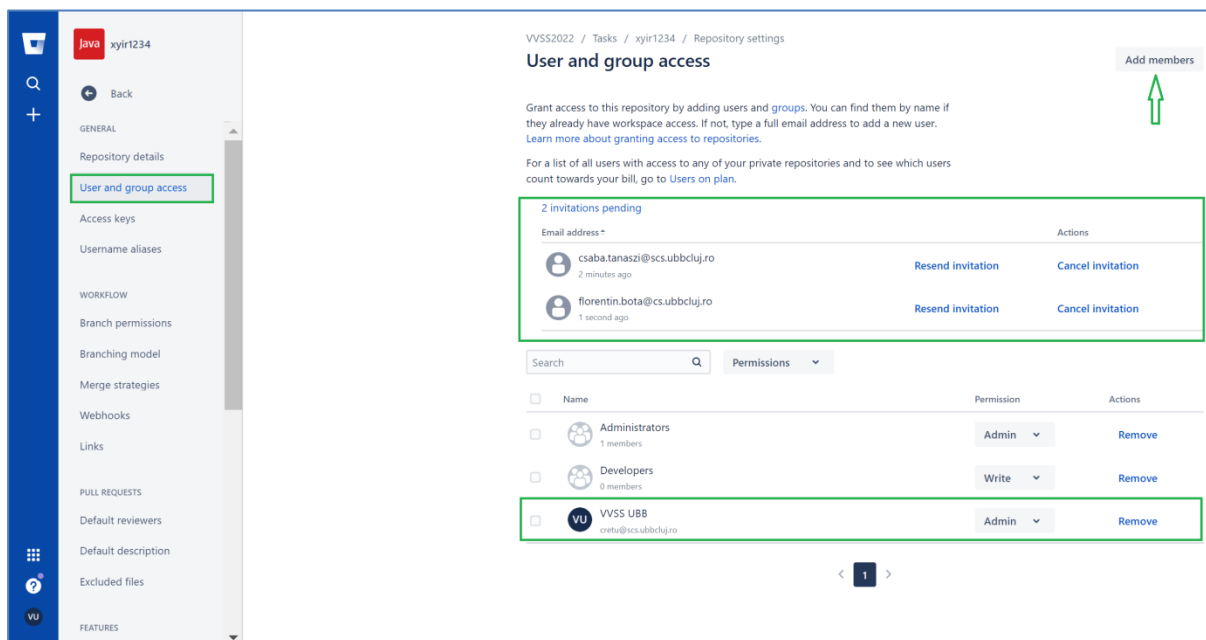 Java xyir1234
Back
GENERAL
Repository details
User and group access
Access keys
Username aliases
WORKFLOW
Branch permissions
Branching model
Merge strategies
Webhooks
Links
PULL REQUESTS
Default reviewers
Default description
Excluded files
FEATURES
VU
VVSS2022 / Tasks / xyir1234 / Repository settings
User and group access
Add members
Grant access to this repository by adding users and groups. You can find them by name if
they already have workspace access. If not, type a full email address to add a new user.
Learn more about granting access to repositories.
For a list of all users with access to any of your private repositories and to see which users
count towards your bill, go to Users on plan.
2 invitations pending
Email address Actions
csaba.tanaszi@scs.ubbcluj.ro
2 minutes ago
Resend invitation Cancel invitation
florentin.bota@cs.ubbcluj.ro
1 second ago
Resend invitation Cancel invitation
Search Permissions
Name Permission Actions
Administrators
1 members
Admin Remove
Developers
0 members
Write Remove
VU VVSS UBB
cretu@scs.ubbcluj.ro
Admin Remove
< 1 >